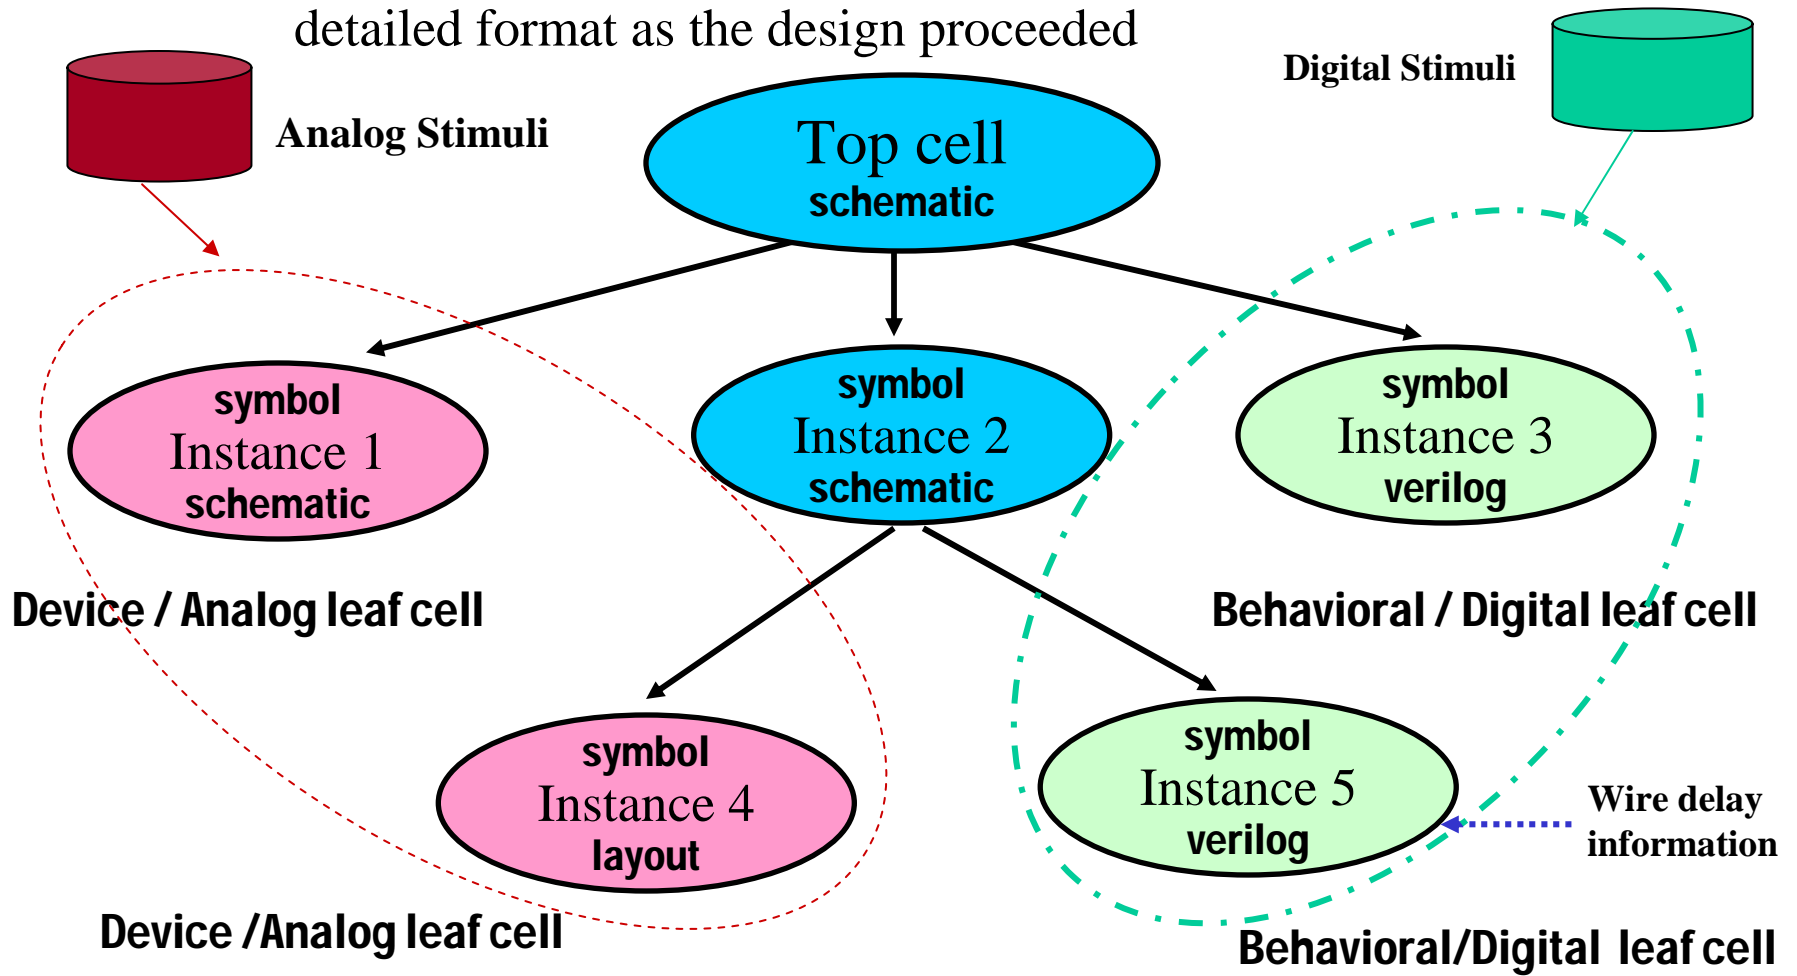 detailed format as the design proceeded
Analog Stimuli
Digital Stimuli
Top cell
schematic
symbol
Instance 1
schematic
symbol
Instance 2
schematic
symbol
Instance 3
verilog
Device / Analog leaf cell
Behavioral / Digital leaf cell
symbol
Instance 4
layout
symbol
Instance 5
verilog
Wire delay
information
Device /Analog leaf cell
Behavioral/Digital leaf cell